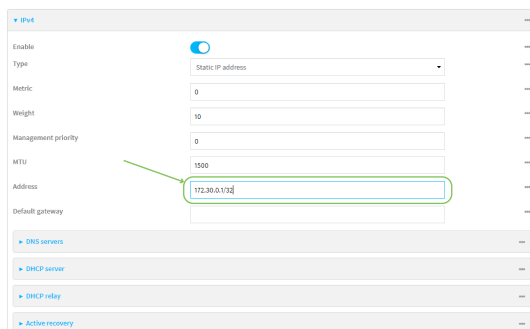 IPv4
Enable
Type Static IP address
Metric 0
Weight 10
Management priority 0
MTU 1500
Address 172.30.0.1/32
Default gateway
DNS servers
DHCP server
DHCP relay
Active recovery